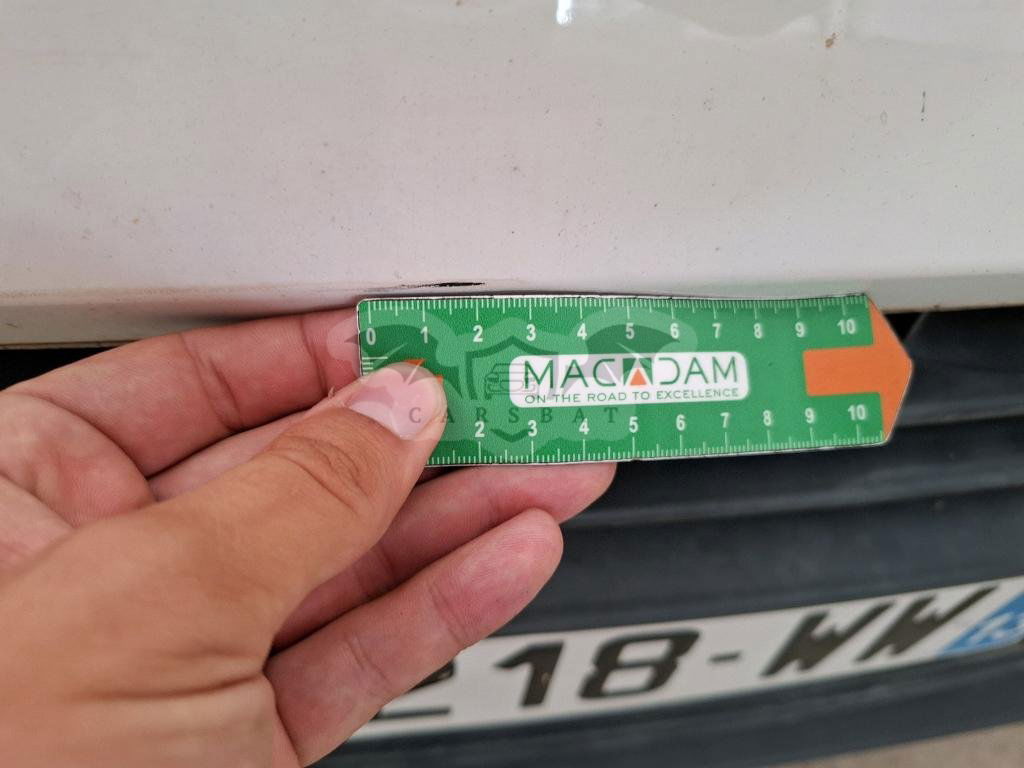 0 1 2 3 4 5 6 7 8 9 10
MACADAM
ON THE ROAD TO EXCELLENCE
CARSBAT
2 3 4 5 6 7 8 9 10
218-WW